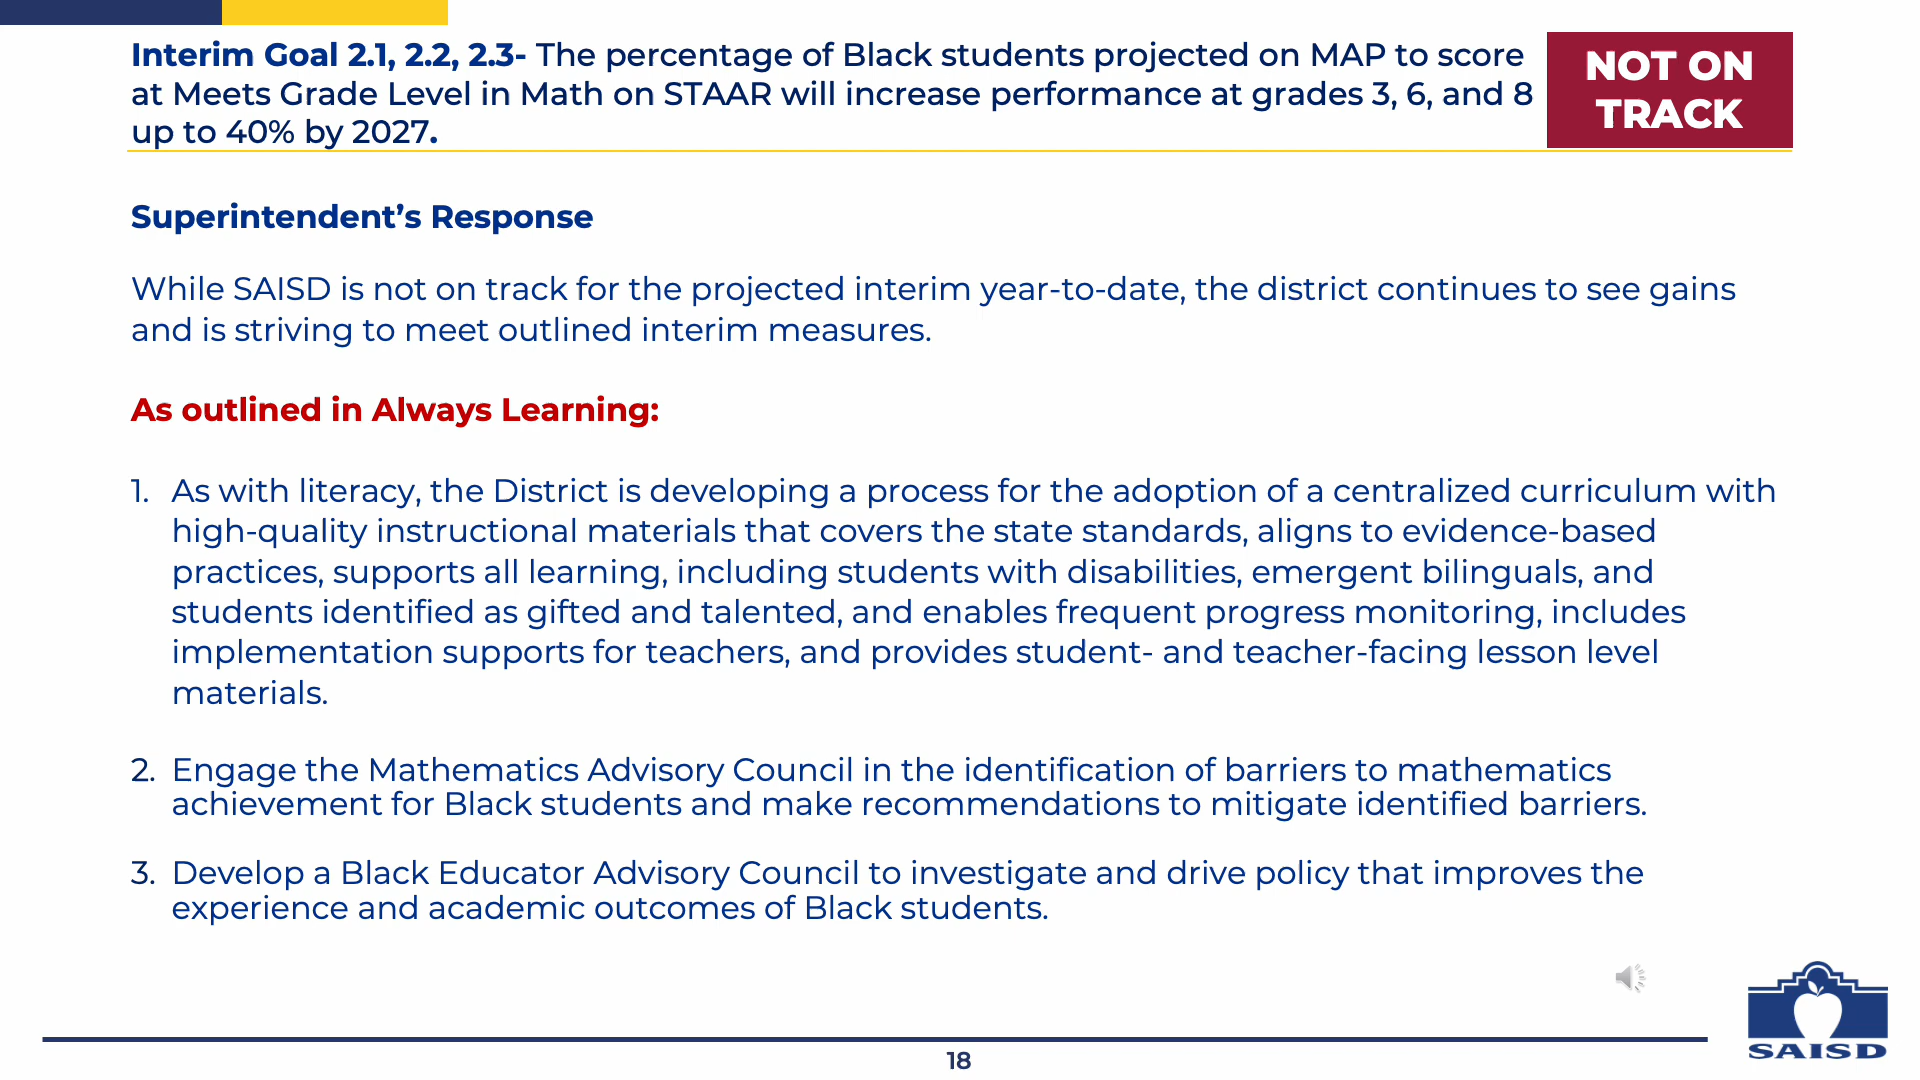 Interim Goal 2.1, 2.2, 2.3- The percentage of Black students projected on MAP to score
at Meets Grade Level in Math on STAAR will increase performance at grades 3, 6, and 8
up to 40% by 2027.
NOT ON
TRACK
Superintendent’s Response
While SAISD is not on track for the projected interim year-to-date, the district continues to see gains
and is striving to meet outlined interim measures.
As outlined in Always Learning:
1. As with literacy, the District is developing a process for the adoption of a centralized curriculum with
high-quality instructional materials that covers the state standards, aligns to evidence-based
practices, supports all learning, including students with disabilities, emergent bilinguals, and
students identified as gifted and talented, and enables frequent progress monitoring, includes
implementation supports for teachers, and provides student- and teacher-facing lesson level
materials.
2. Engage the Mathematics Advisory Council in the identification of barriers to mathematics
achievement for Black students and make recommendations to mitigate identified barriers.
3. Develop a Black Educator Advisory Council to investigate and drive policy that improves the
experience and academic outcomes of Black students.
SAISD
18